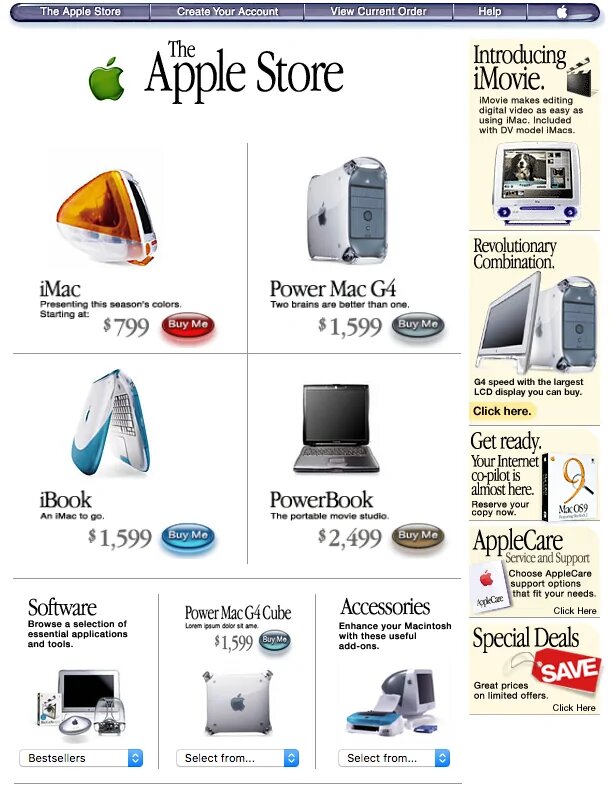 The Apple Store
Create Your Account
View Current Order
Help
The
Apple Store
iMac
Presenting this season's colors.
Starting at:
$799 Buy Me
Power Mac G4
Two brains are better than one.
$1,599 Buy Me
iBook
An iMac to go.
$1,599 Buy Me
PowerBook
The portable movie studio.
$2,499 Buy Me
Software
Browse a selection of
essential applications
and tools.
Bestsellers
Power Mac G4 Cube
Lorem ipsum dolor sit ame.
$1,599 Buy Me
Select from...
Accessories
Enhance your Macintosh
with these useful
add-ons.
Select from...
Introducing
iMovie.
iMovie makes editing
digital video as easy as
using iMac. Included
with DV model iMacs.
Revolutionary
Combination.
G4 speed with the largest
LCD display you can buy.
Click here.
Get ready.
Your Internet
co-pilot is
almost here.
Reserve your
copy now.
9
Mac OS 9
AppleCare
Service and Support
Choose AppleCare
support options
that fit your needs.
AppleCare
Click Here
Special Deals
SAVE
Great prices
on limited offers.
Click Here